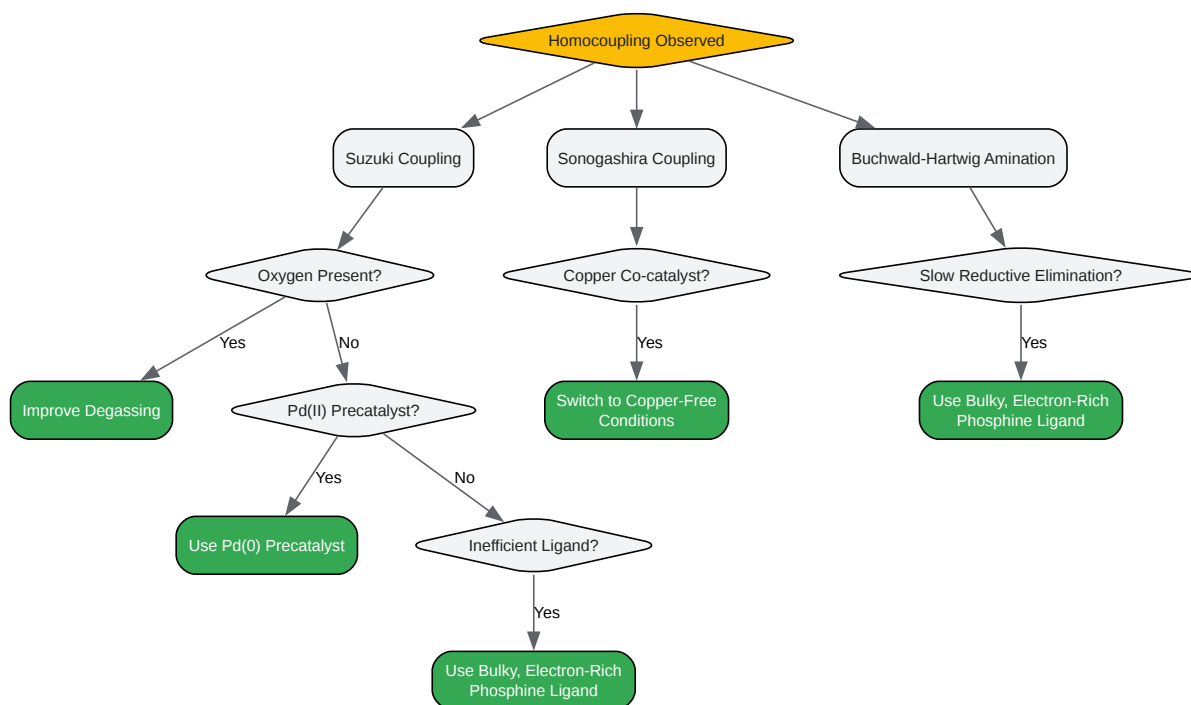 Homocoupling Observed
Suzuki Coupling
Sonogashira Coupling
Buchwald-Hartwig Amination
Oxygen Present?
Copper Co-catalyst?
Slow Reductive Elimination?
Yes
No
Yes
Yes
Improve Degassing
Pd(II) Precatalyst?
Switch to Copper-Free
Conditions
Use Bulky, Electron-Rich
Phosphine Ligand
Yes
No
Use Pd(0) Precatalyst
Inefficient Ligand?
Yes
Use Bulky, Electron-Rich
Phosphine Ligand